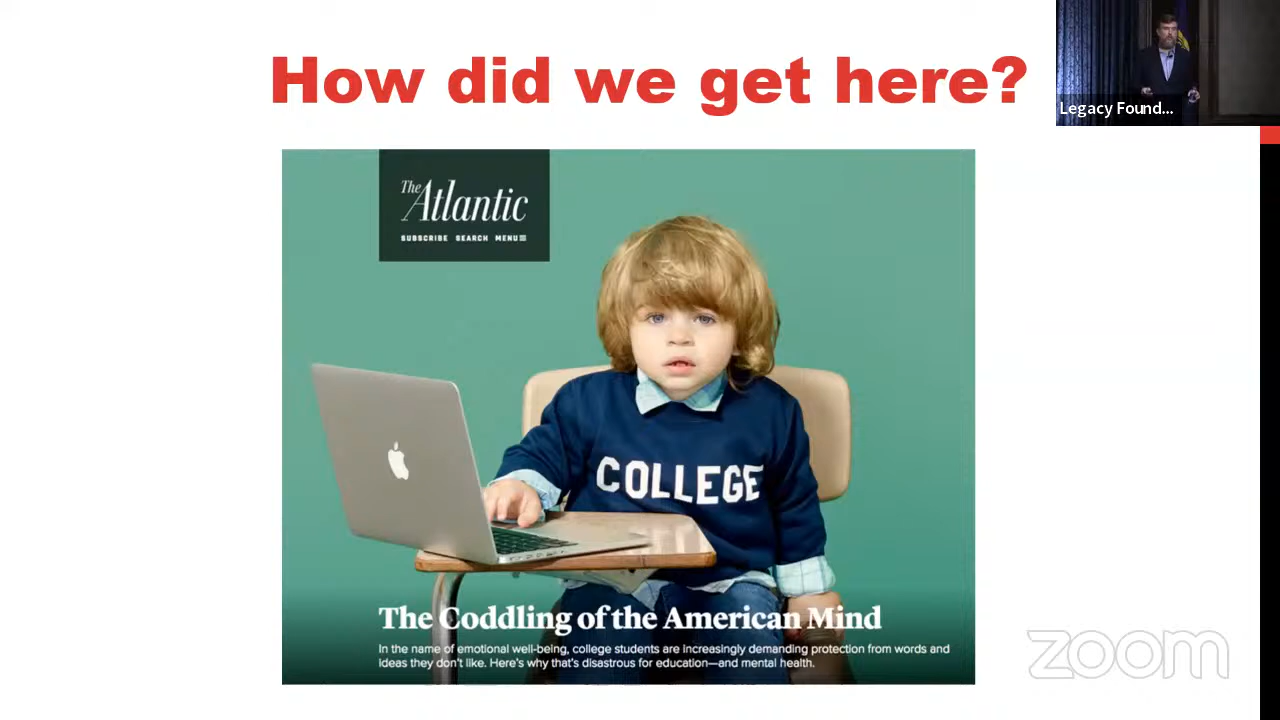 How did we get here?
Legacy Found...
The Atlantic
SUBSCRIBE SEARCH MENU
COLLEGE
The Coddling of the American Mind
In the name of emotional well-being, college students are increasingly demanding protection from words and
ideas they don't like. Here's why that's disastrous for education—and mental health.
zoom